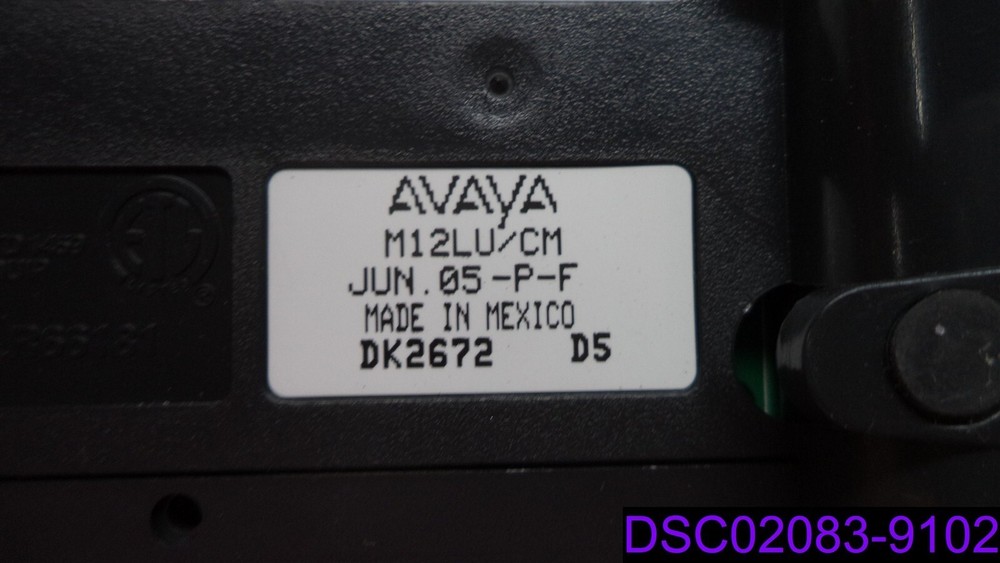 AVAYA
M12LU/CM
JUN.05-P-F
MADE IN MEXICO
DK2672 D5
DSC02083-9102